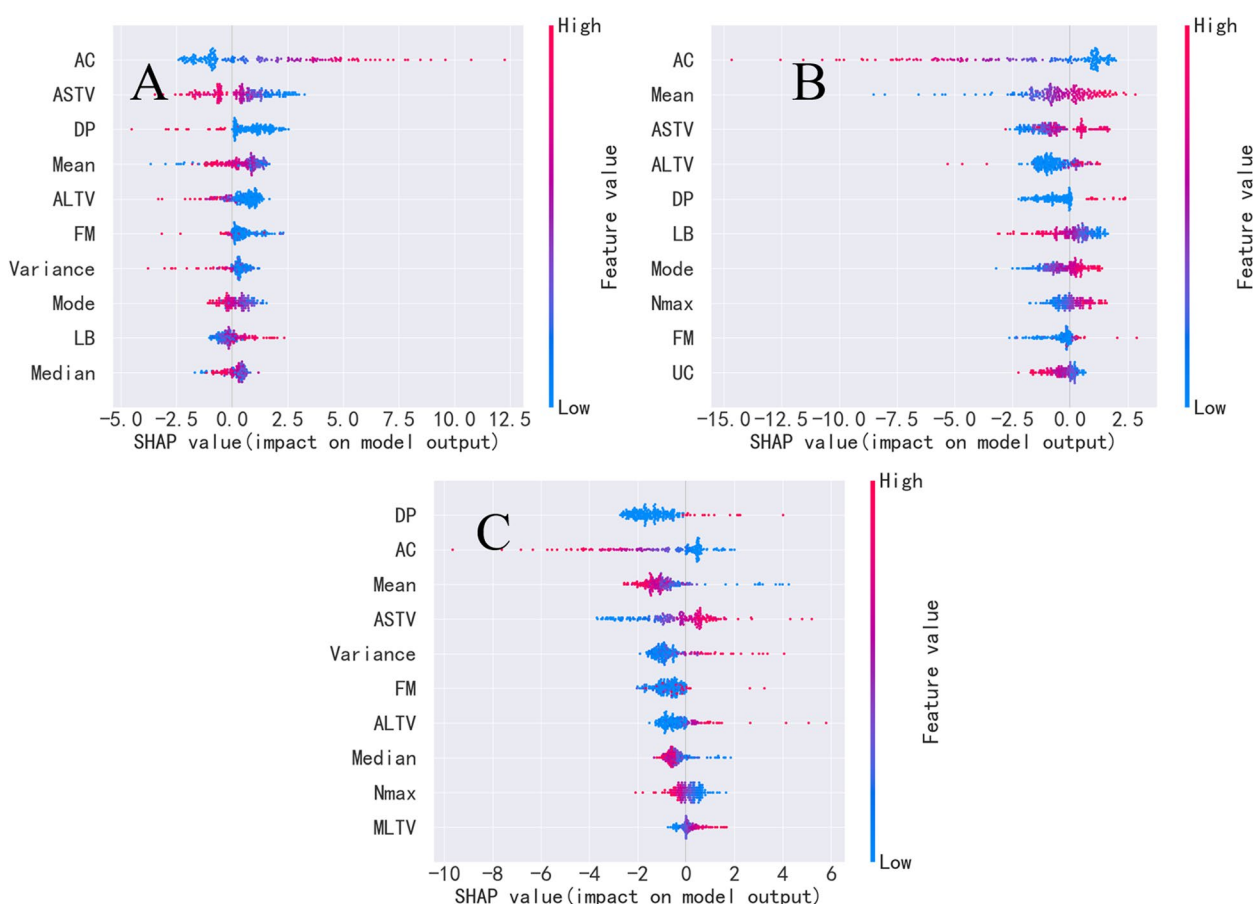 A
High
AC
ASTV
DP
Mean
ALTV
FM
Variance
Mode
LB
Median
Low
-5.0 -2.5 0.0 2.5 5.0 7.5 10.0 12.5
SHAP value(impact on model output)
Feature value
B
High
AC
Mean
ASTV
ALTV
DP
LB
Mode
Nmax
FM
UC
Low
-15.0 -12.5 -10.0 -7.5 -5.0 -2.5 0.0 2.5
SHAP value(impact on model output)
Feature value
C
High
DP
AC
Mean
ASTV
Variance
FM
ALTV
Median
Nmax
MLTV
Low
-10 -8 -6 -4 -2 0 2 4 6
SHAP value(impact on model output)
Feature value